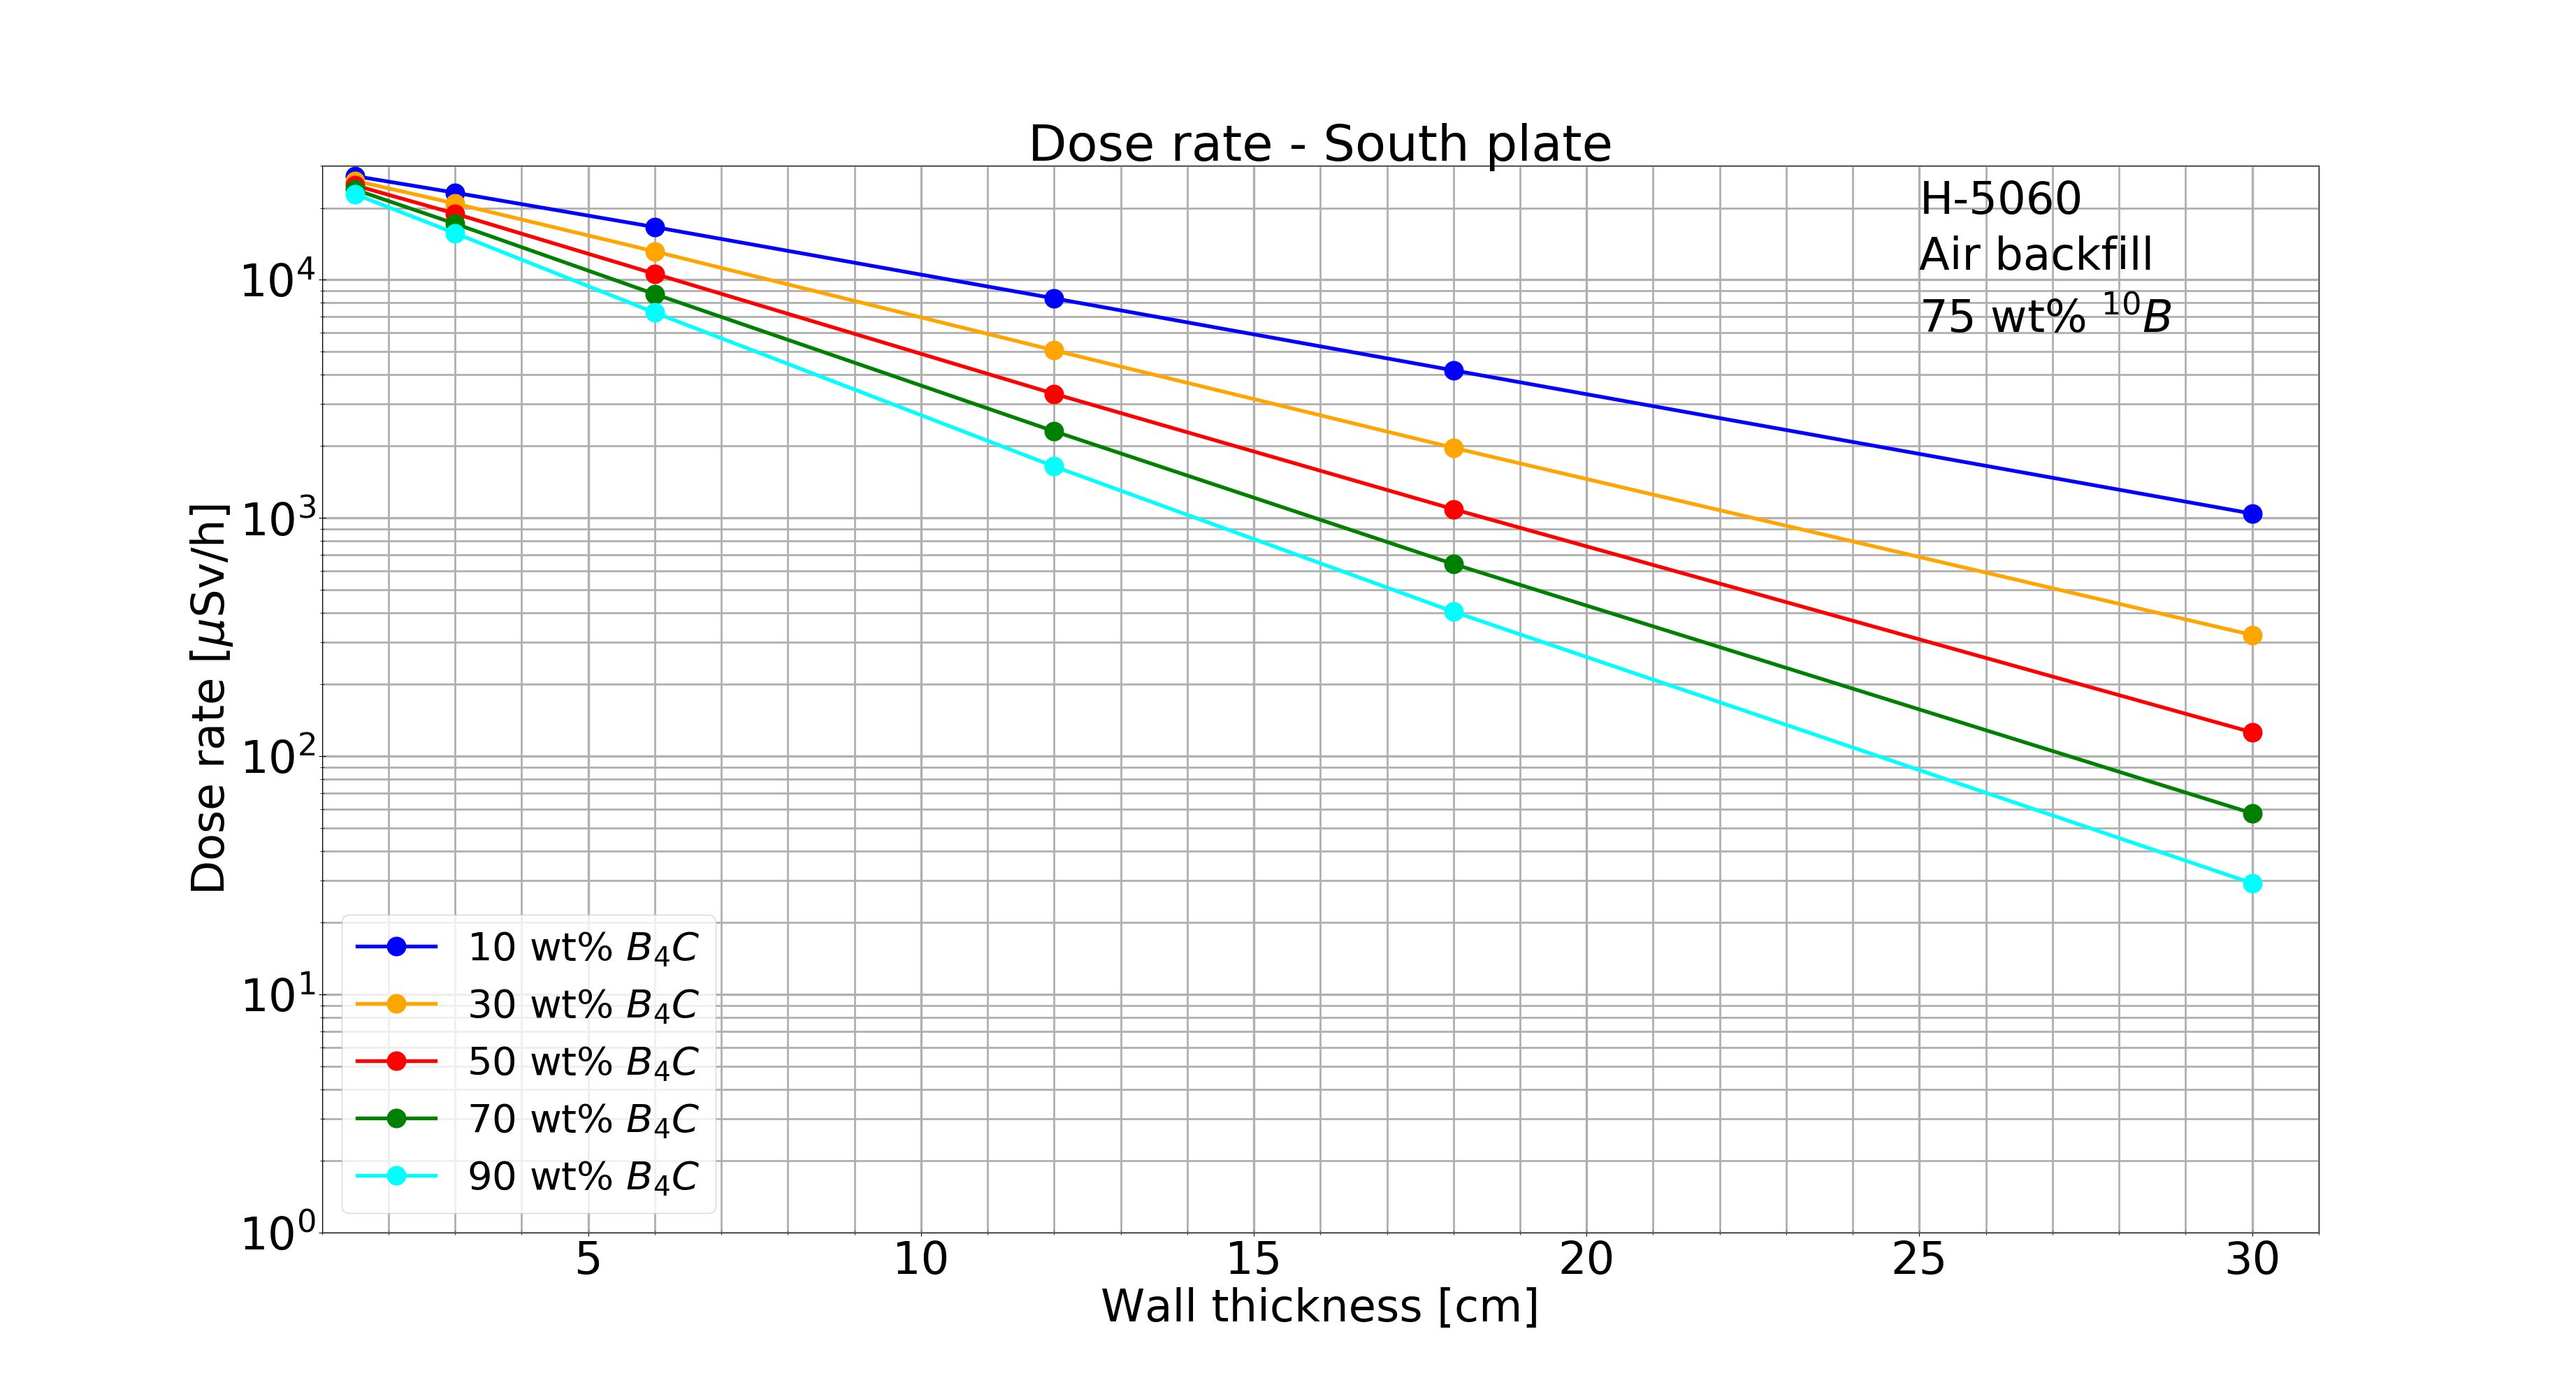 Dose rate - South plate
H-5060
Air backfill
75 wt% ¹⁰B
Dose rate [μSv/h]
10⁴
10³
10²
10¹
10⁰
10 wt% B₄C
30 wt% B₄C
50 wt% B₄C
70 wt% B₄C
90 wt% B₄C
5 10 15 20 25 30
Wall thickness [cm]